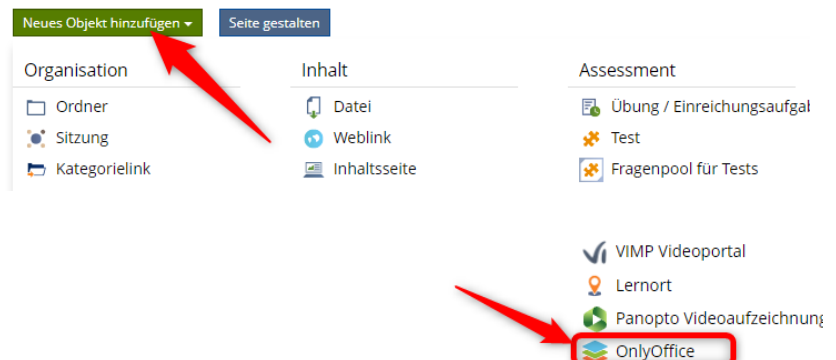 Neues Objekt hinzufügen
Seite gestalten
Organisation
Ordner
Sitzung
Kategorielink
Inhalt
Datei
Weblink
Inhaltsseite
Assessment
Übung / Einreichungsaufgab
Test
Fragenpool für Tests
VIMP Videoportal
Lernort
Panopto Videoaufzeichnung
OnlyOffice